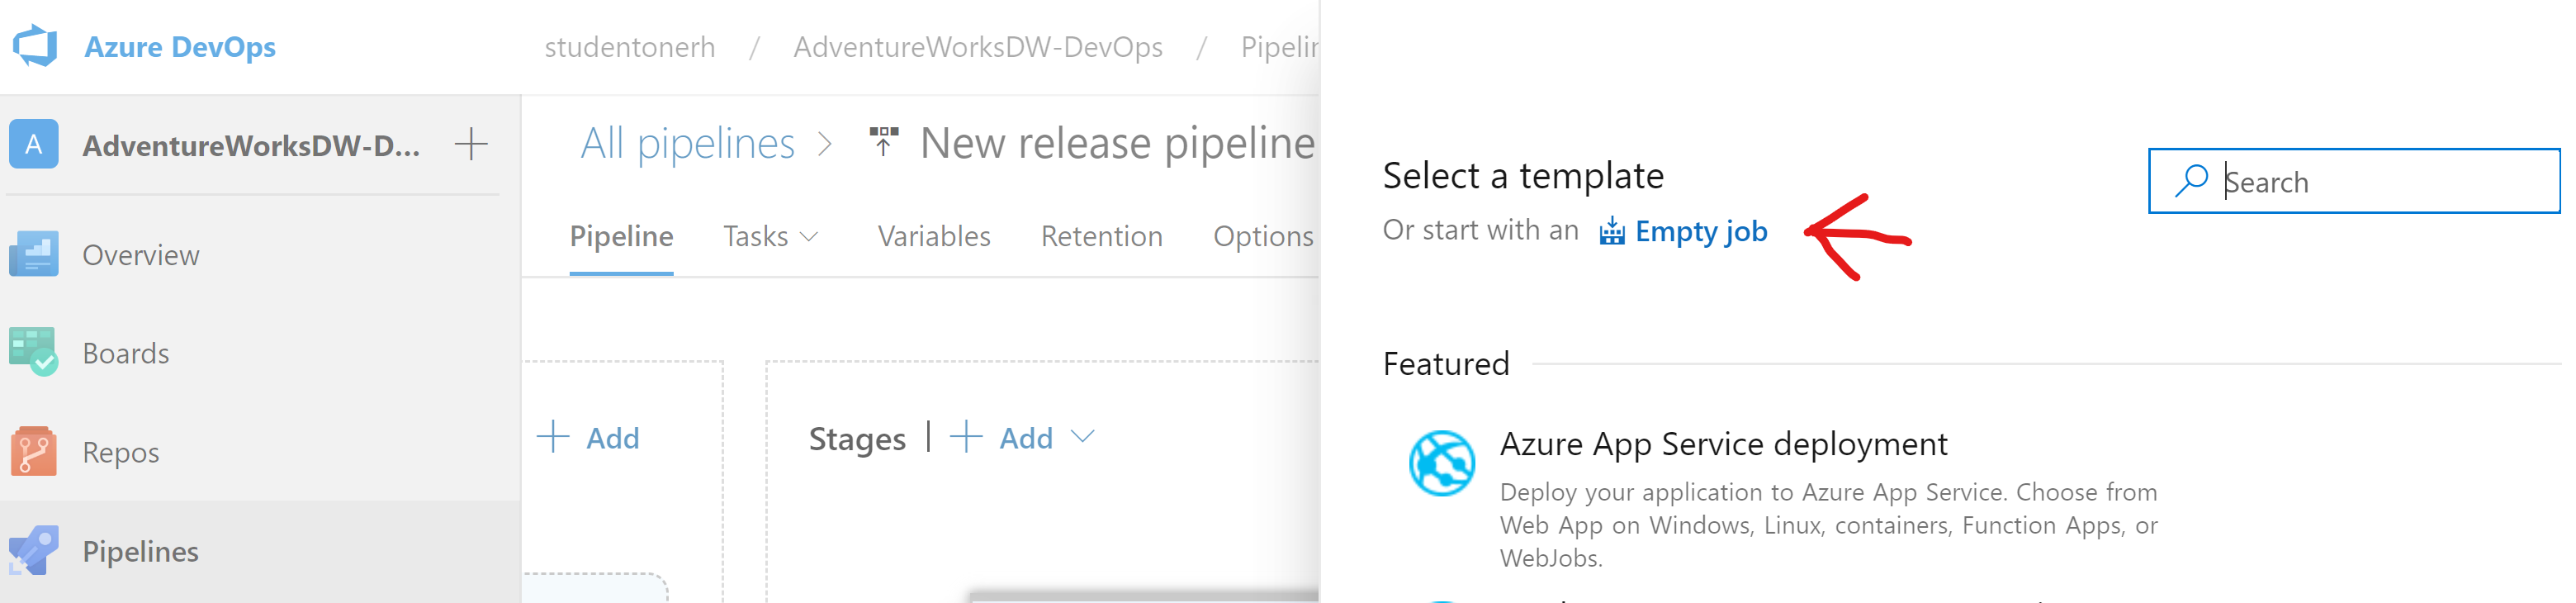 Azure DevOps
studentonerh / AdventureWorksDW-DevOps /
A AdventureWorksDW-D... +
Overview
Boards
Repos
Pipelines
All pipelines > New release pipeline
Pipeline Tasks Variables Retention Options
+ Add
Stages | + Add
Select a template
Or start with an Empty job
Search
Featured
Azure App Service deployment
Deploy your application to Azure App Service. Choose from
Web App on Windows, Linux, containers, Function Apps, or
WebJobs.